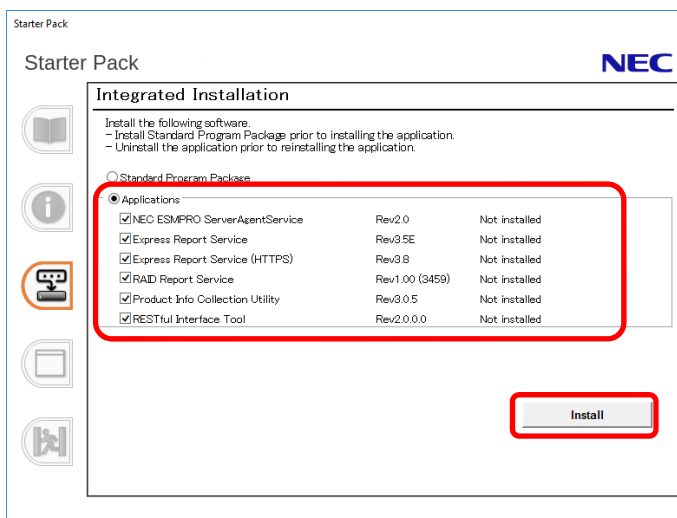 Starter Pack
Starter Pack NEC
Integrated Installation
Install the following software.
- Install Standard Program Package prior to installing the application.
- Uninstall the application prior to reinstalling the application.
Standard Program Package
Applications
NEC ESMPRO ServerAgentService Rev2.0 Not installed
Express Report Service Rev3.5E Not installed
Express Report Service (HTTPS) Rev3.8 Not installed
RAID Report Service Rev1.00 (3459) Not installed
Product Info Collection Utility Rev3.0.5 Not installed
RESTful Interface Tool Rev2.0.0.0 Not installed
Install